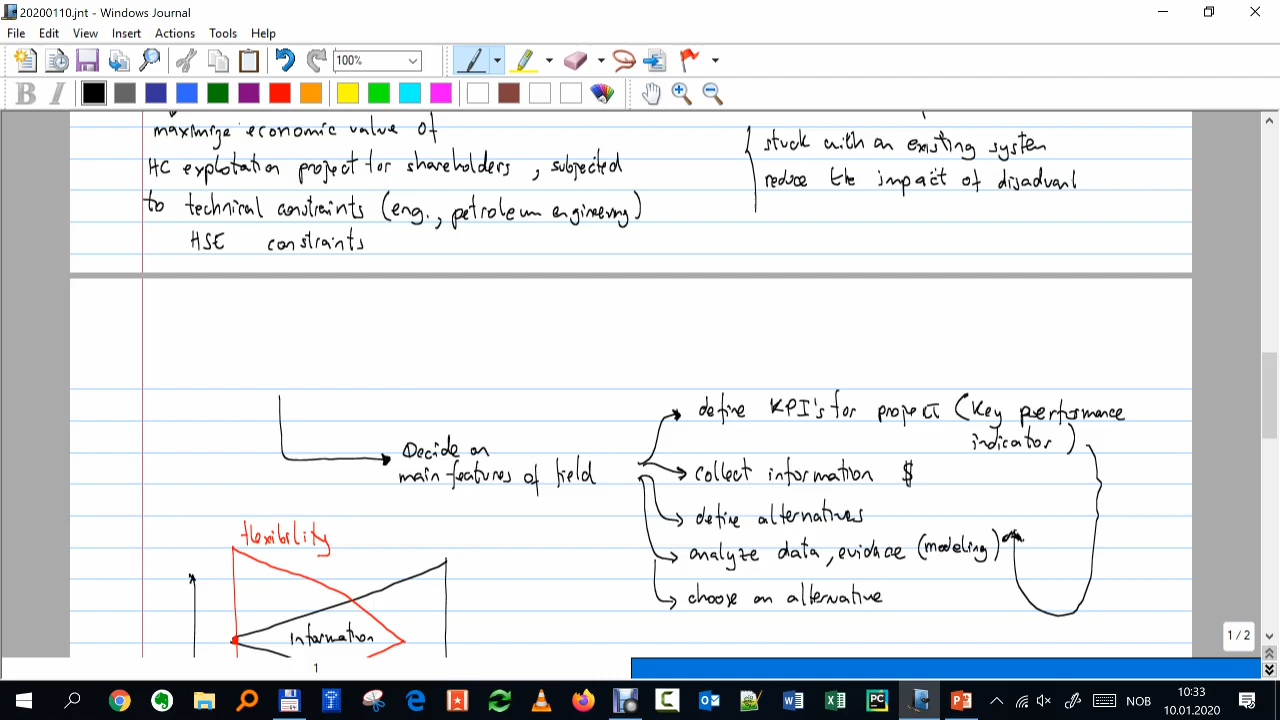 20200110.jnt - Windows Journal
File Edit View Insert Actions Tools Help
100%
B I
maximize economic value of
HC explotation project for shareholders, subjected
to technical constraints (eng., petroleum engineering)
HSE constraints
stuck with an existing system
reduce the impact of disadvant
Decide on
main features of field
define KPI's for project (Key performance
indicator)
collect information $
define alternatives
analyze data, evidence (modeling)
choose an alternative
flexibility
information
1 / 2
1
NOB
10:33
10.01.2020